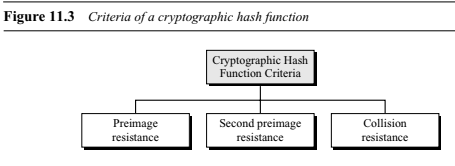 Figure 11.3 Criteria of a cryptographic hash function
Cryptographic Hash
Function Criteria
Preimage
resistance
Second preimage
resistance
Collision
resistance